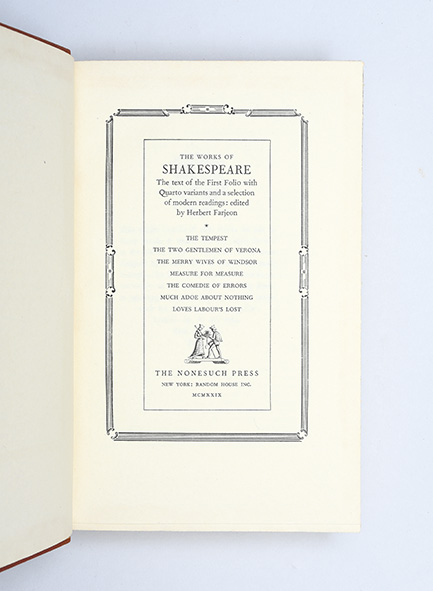 THE WORKS OF
SHAKESPEARE
The text of the First Folio with
Quarto variants and a selection
of modern readings: edited
by Herbert Farjeon
*
THE TEMPEST
THE TWO GENTLEMEN OF VERONA
THE MERRY WIVES OF WINDSOR
MEASURE FOR MEASURE
THE COMEDIE OF ERRORS
MUCH ADOE ABOUT NOTHING
LOVES LABOUR'S LOST
THE NONESUCH PRESS
NEW YORK: RANDOM HOUSE INC.
MCMXXIX